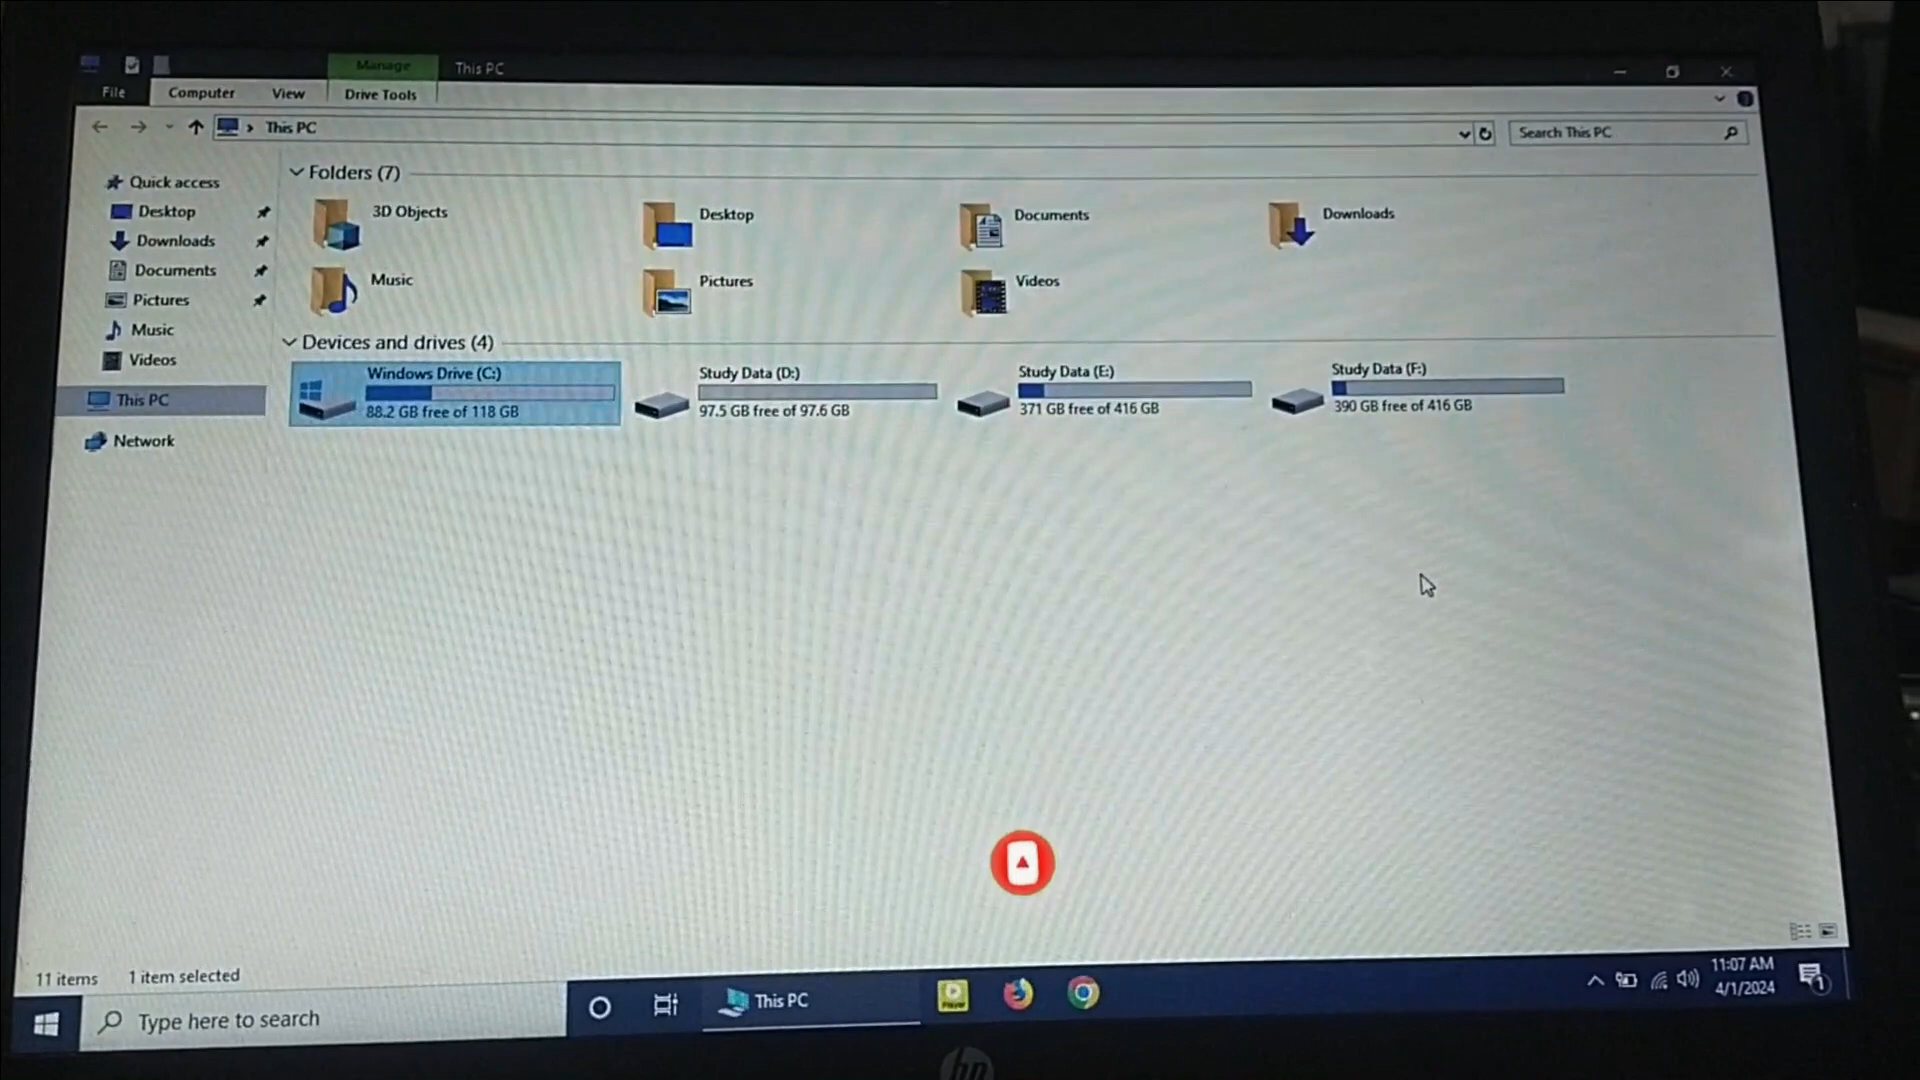 Manage
This PC
File
Computer
View
Drive Tools
This PC
Search This PC
Quick access
Desktop
Downloads
Documents
Pictures
Music
Videos
This PC
Network
Folders (7)
3D Objects
Desktop
Documents
Downloads
Music
Pictures
Videos
Devices and drives (4)
Windows Drive (C:)
88.2 GB free of 118 GB
Study Data (D:)
97.5 GB free of 97.6 GB
Study Data (E:)
371 GB free of 416 GB
Study Data (F:)
390 GB free of 416 GB
11 items
1 item selected
Type here to search
This PC
Player
11:07 AM
4/1/2024
1
hp